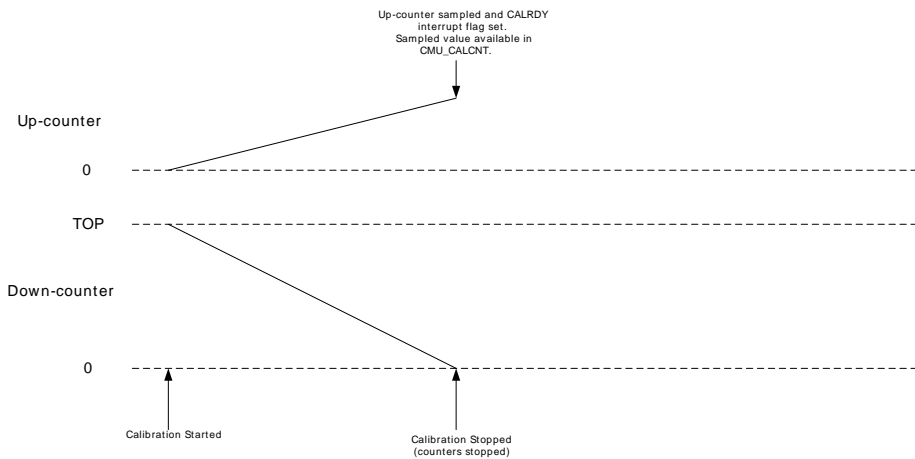 Up-counter sampled and CALRDY
interrupt flag set.
Sampled value available in
CMU_CALCNT.
Up-counter
0
TOP
Down-counter
0
Calibration Started
Calibration Stopped
(counters stopped)